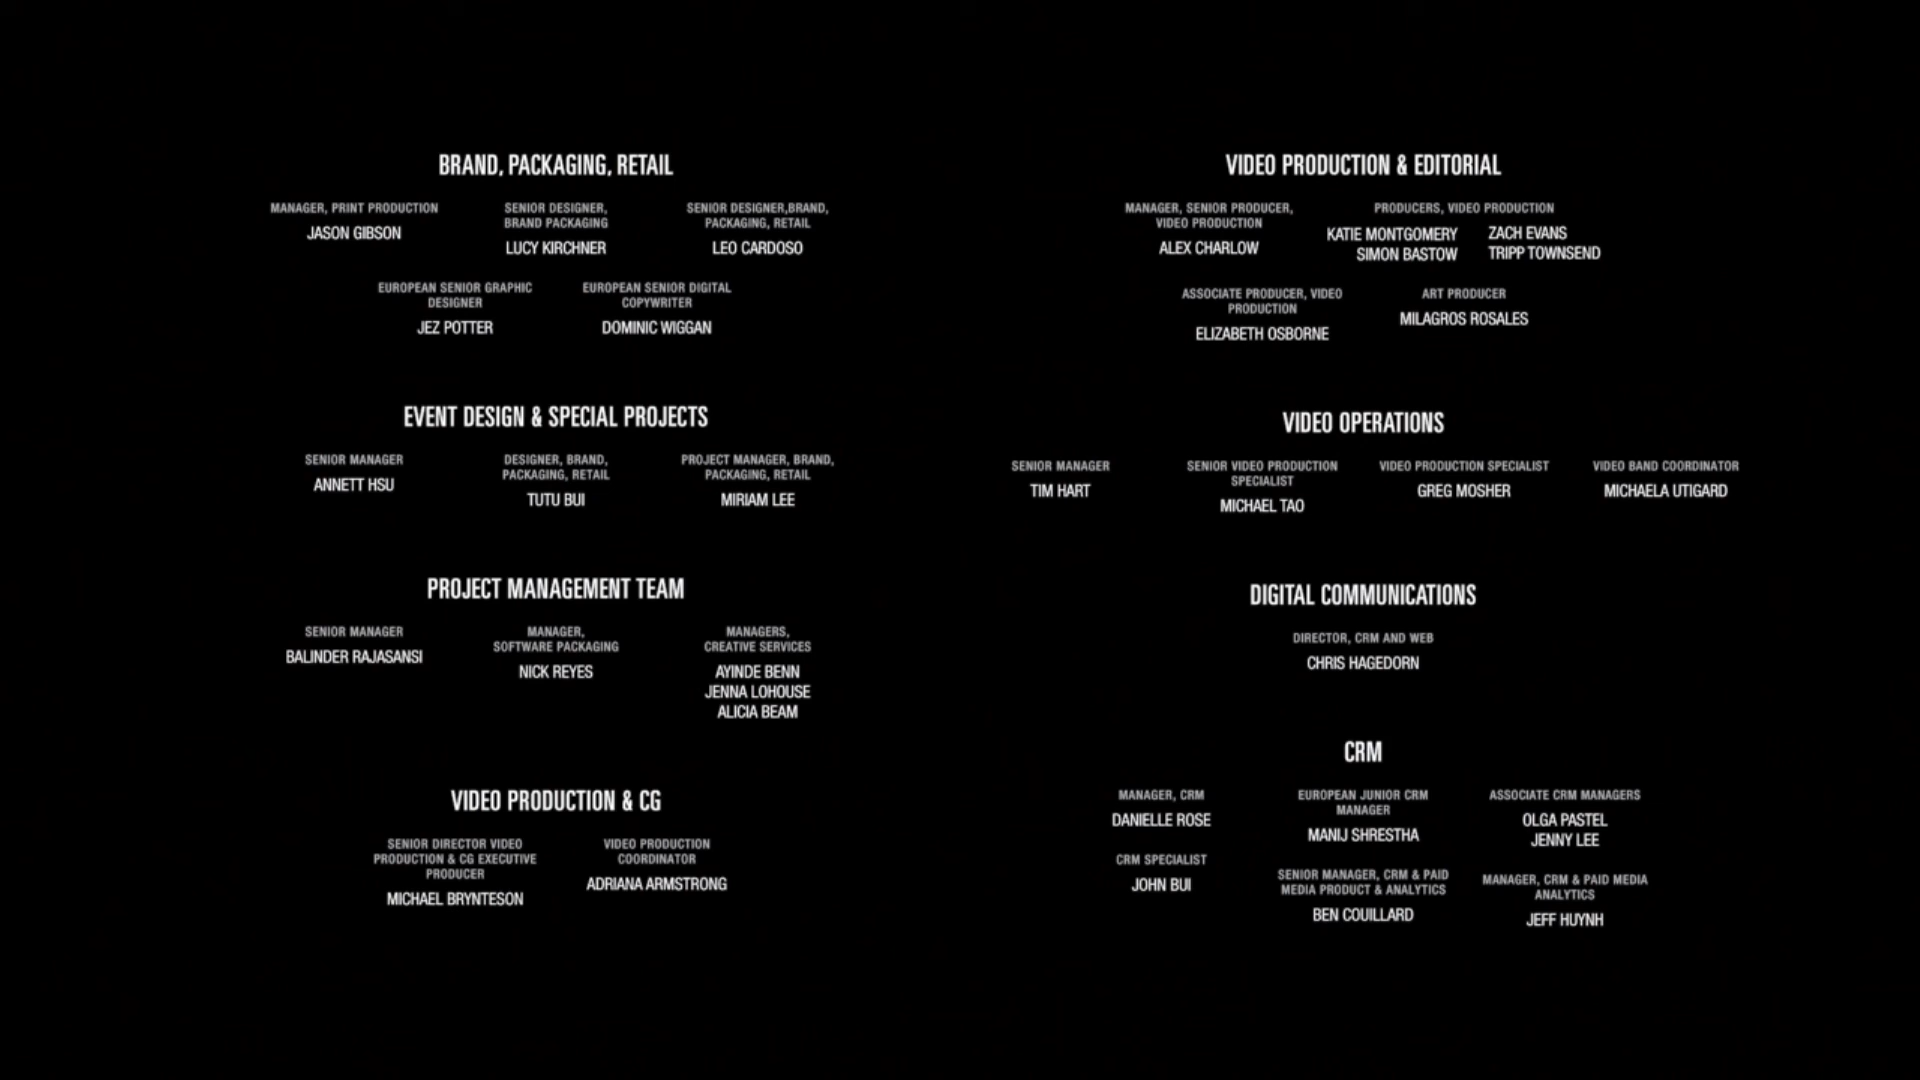 BRAND, PACKAGING, RETAIL
MANAGER, PRINT PRODUCTION
JASON GIBSON
SENIOR DESIGNER,
BRAND PACKAGING
LUCY KIRCHNER
SENIOR DESIGNER,BRAND,
PACKAGING, RETAIL
LEO CARDOSO
EUROPEAN SENIOR GRAPHIC
DESIGNER
JEZ POTTER
EUROPEAN SENIOR DIGITAL
COPYWRITER
DOMINIC WIGGAN
EVENT DESIGN & SPECIAL PROJECTS
SENIOR MANAGER
ANNETT HSU
DESIGNER, BRAND,
PACKAGING, RETAIL
TUTU BUI
PROJECT MANAGER, BRAND,
PACKAGING, RETAIL
MIRIAM LEE
PROJECT MANAGEMENT TEAM
SENIOR MANAGER
BALINDER RAJASANSI
MANAGER,
SOFTWARE PACKAGING
NICK REYES
MANAGERS,
CREATIVE SERVICES
AYINDE BENN
JENNA LOHOUSE
ALICIA BEAM
VIDEO PRODUCTION & CG
SENIOR DIRECTOR VIDEO
PRODUCTION & CG EXECUTIVE
PRODUCER
MICHAEL BRYNTESON
VIDEO PRODUCTION
COORDINATOR
ADRIANA ARMSTRONG
VIDEO PRODUCTION & EDITORIAL
MANAGER, SENIOR PRODUCER,
VIDEO PRODUCTION
ALEX CHARLOW
PRODUCERS, VIDEO PRODUCTION
KATIE MONTGOMERY
SIMON BASTOW
ZACH EVANS
TRIPP TOWNSEND
ASSOCIATE PRODUCER, VIDEO
PRODUCTION
ELIZABETH OSBORNE
ART PRODUCER
MILAGROS ROSALES
VIDEO OPERATIONS
SENIOR MANAGER
TIM HART
SENIOR VIDEO PRODUCTION
SPECIALIST
MICHAEL TAO
VIDEO PRODUCTION SPECIALIST
GREG MOSHER
VIDEO BAND COORDINATOR
MICHAELA UTIGARD
DIGITAL COMMUNICATIONS
DIRECTOR, CRM AND WEB
CHRIS HAGEDORN
CRM
MANAGER, CRM
DANIELLE ROSE
EUROPEAN JUNIOR CRM
MANAGER
MANIJ SHRESTHA
ASSOCIATE CRM MANAGERS
OLGA PASTEL
JENNY LEE
CRM SPECIALIST
JOHN BUI
SENIOR MANAGER, CRM & PAID
MEDIA PRODUCT & ANALYTICS
BEN COUILLARD
MANAGER, CRM & PAID MEDIA
ANALYTICS
JEFF HUYNH